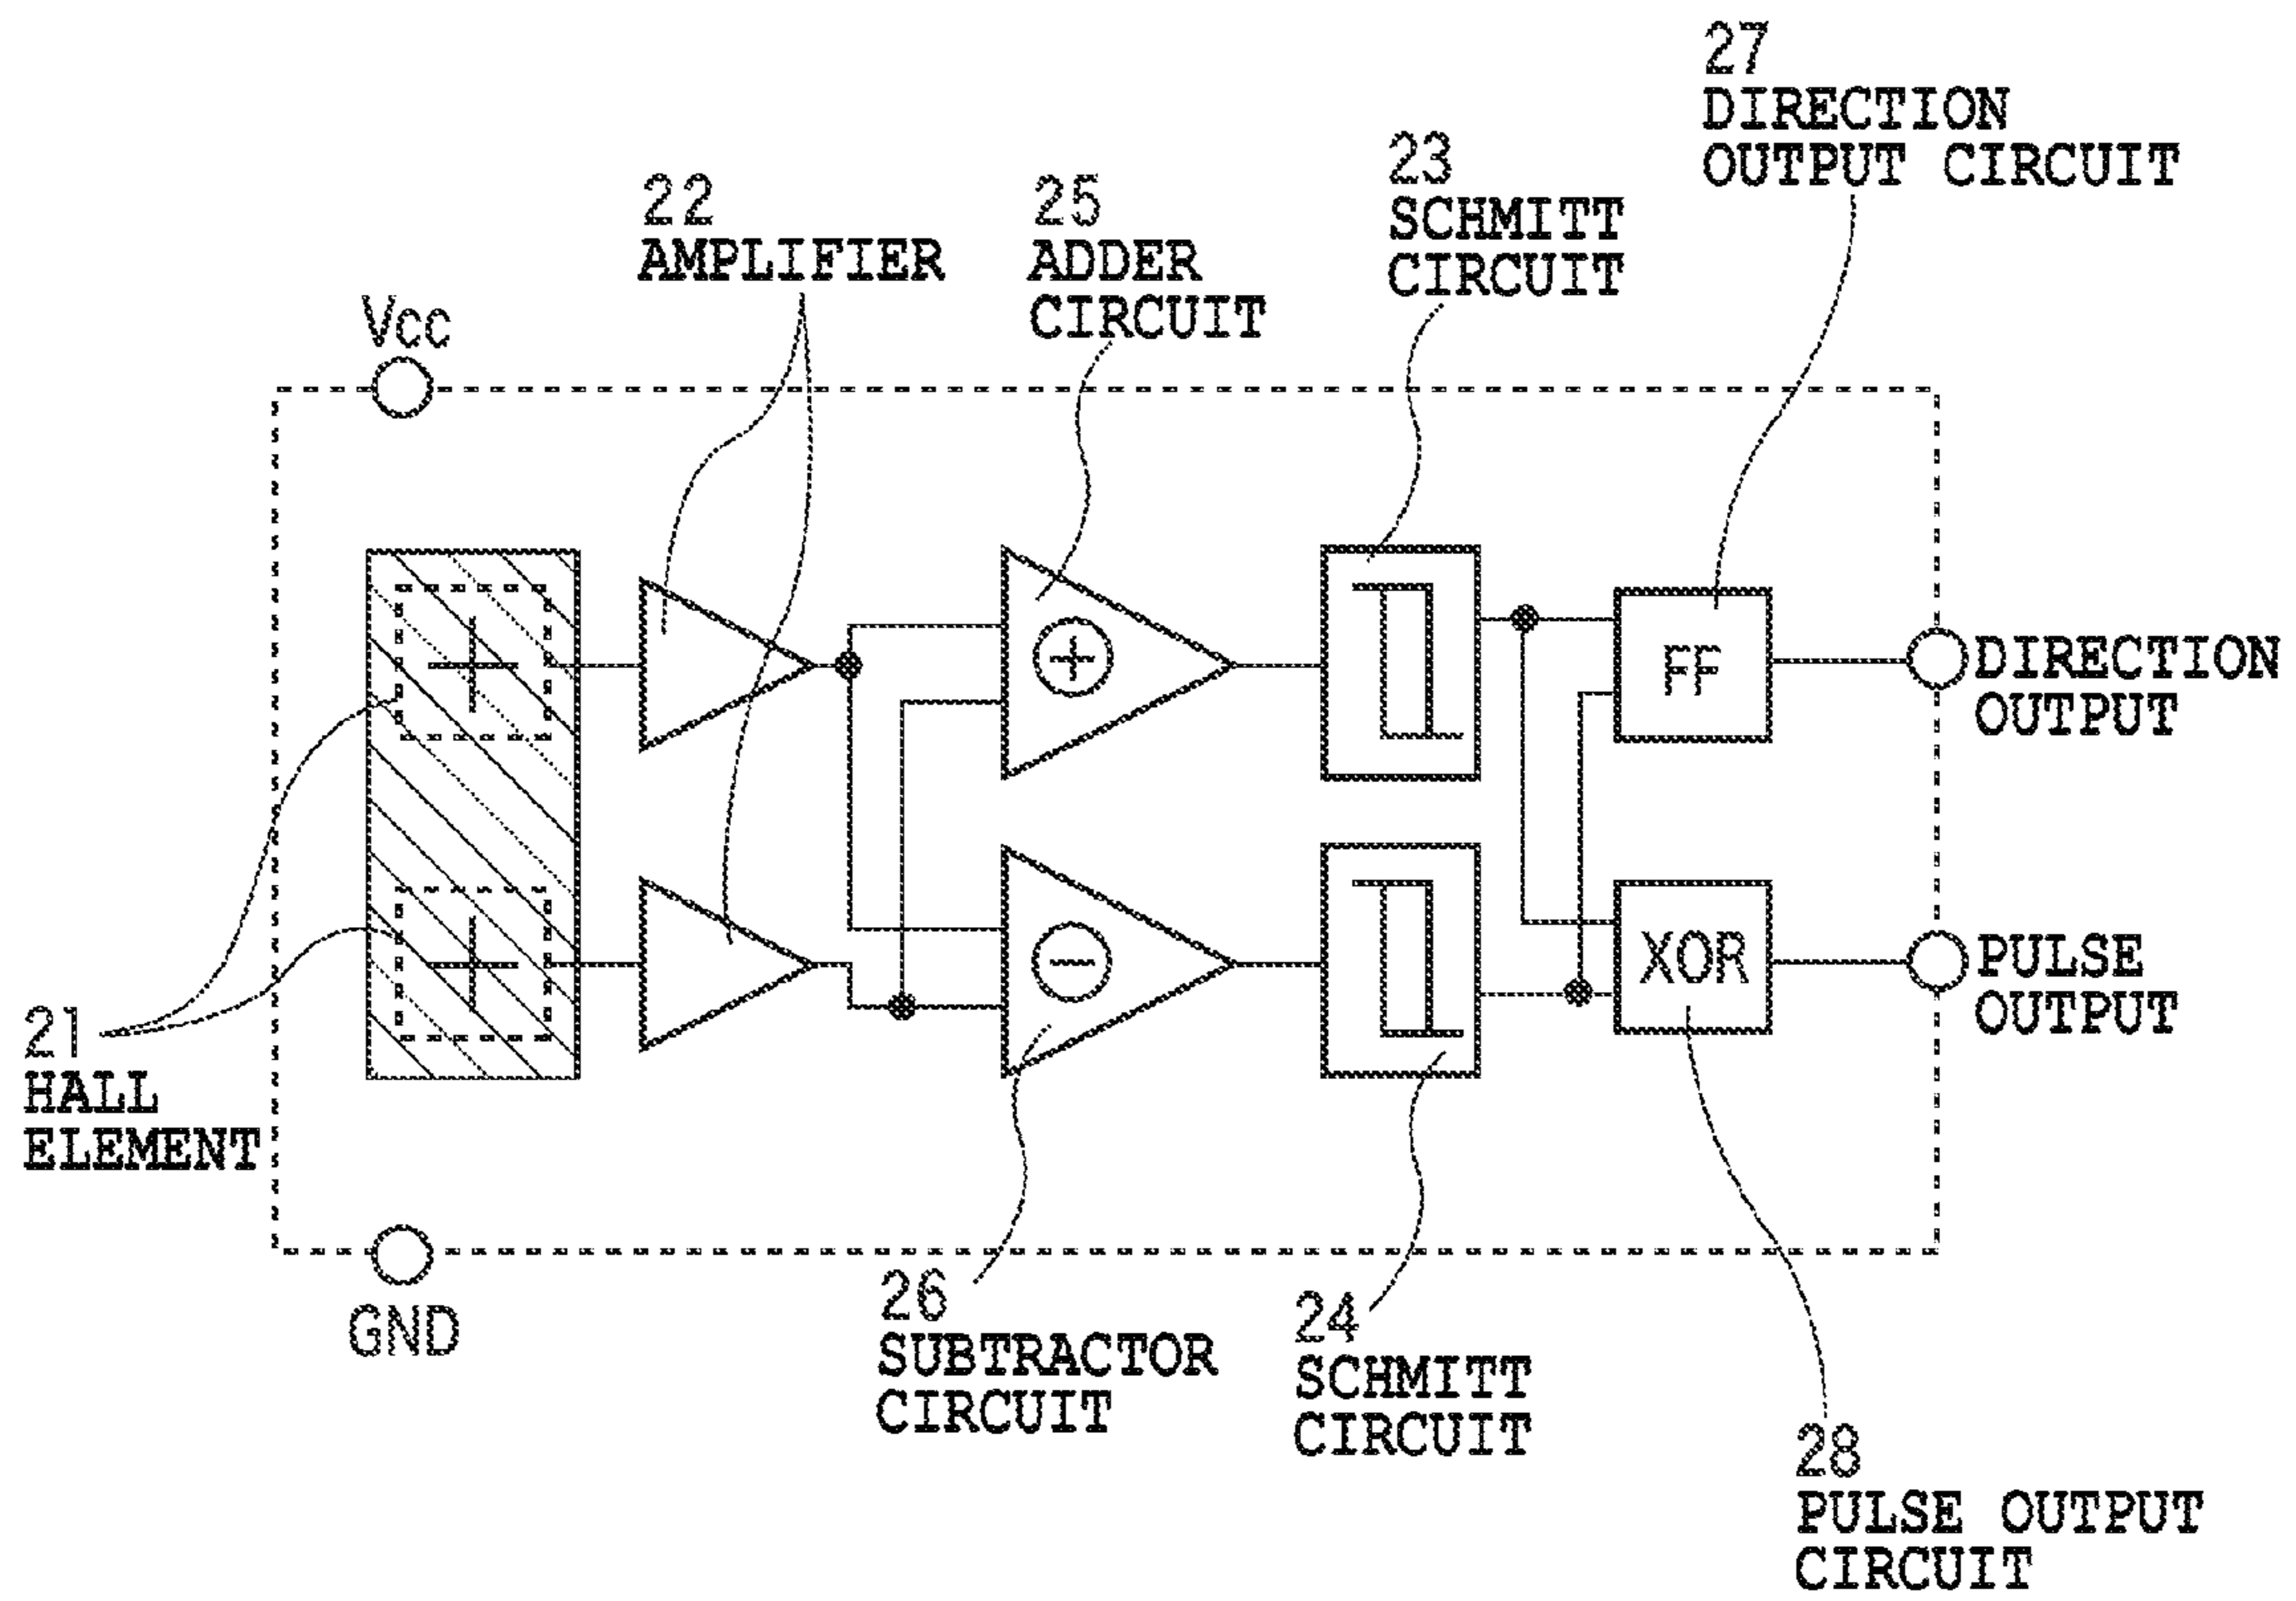 27
DIRECTION
OUTPUT CIRCUIT
23
SCHMITT
CIRCUIT
22
AMPLIFIER
25
ADDER
CIRCUIT
Vcc
FF
DIRECTION
OUTPUT
XOR
PULSE
OUTPUT
21
HALL
ELEMENT
GND
26
SUBTRACTOR
CIRCUIT
24
SCHMITT
CIRCUIT
28
PULSE OUTPUT
CIRCUIT